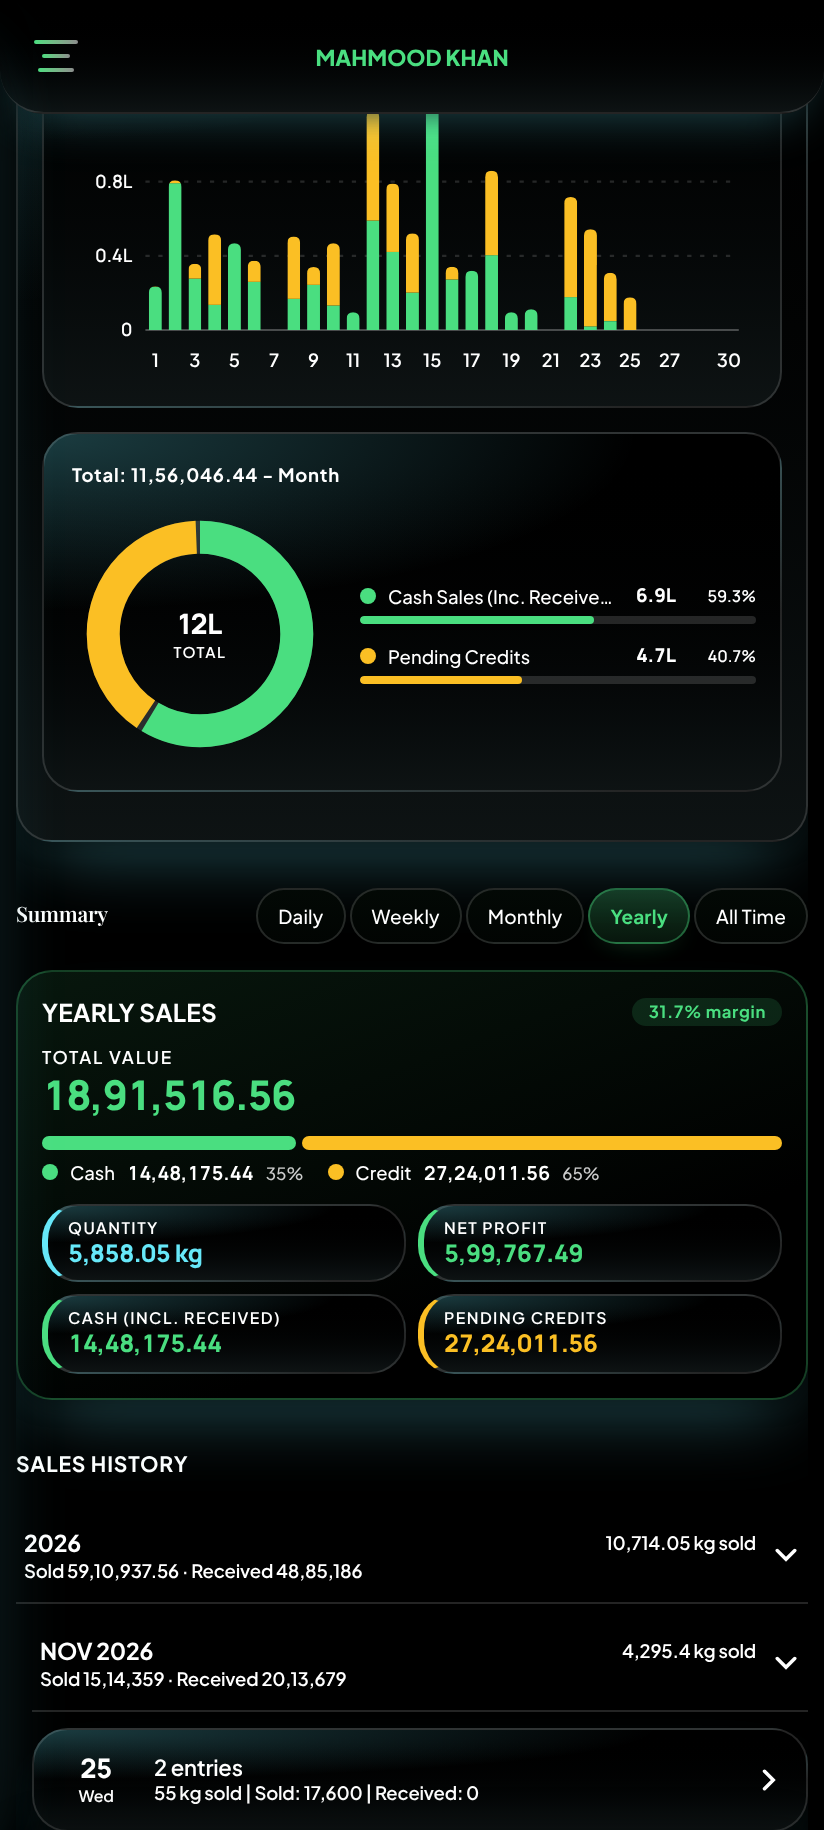 MAHMOOD KHAN
0.8L
0.4L
0
1 3 5 7 9 11 13 15 17 19 21 23 25 27 30
Total: 11,56,046.44 – Month
12L
TOTAL
Cash Sales (Inc. Receive... 6.9L 59.3%
Pending Credits 4.7L 40.7%
Summary Daily Weekly Monthly Yearly All Time
YEARLY SALES 31.7% margin
TOTAL VALUE
18,91,516.56
Cash 14,48,175.44 35% Credit 27,24,011.56 65%
QUANTITY
5,858.05 kg
NET PROFIT
5,99,767.49
CASH (INCL. RECEIVED)
14,48,175.44
PENDING CREDITS
27,24,011.56
SALES HISTORY
2026 10,714.05 kg sold
Sold 59,10,937.56 · Received 48,85,186
NOV 2026 4,295.4 kg sold
Sold 15,14,359 · Received 20,13,679
25
Wed
2 entries
55 kg sold | Sold: 17,600 | Received: 0